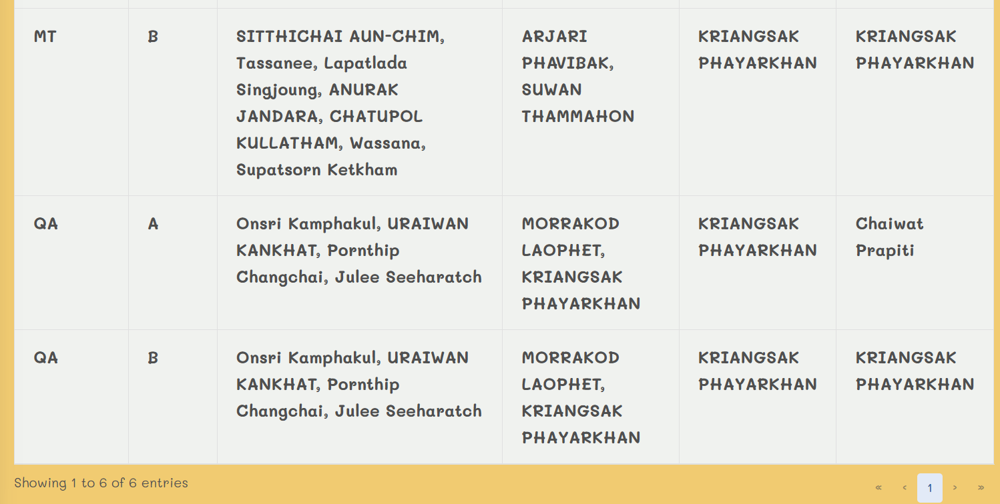 MT B SITTHICHAI AUN-CHIM, ARJARI KRIANGSAK KRIANGSAK
Tassanee, Lapatlada PHAVIBAK, PHAYARKHAN PHAYARKHAN
Singjoung, ANURAK SUWAN
JANDARA, CHATUPOL THAMMAHON
KULLATHAM, Wassana,
Supatsorn Ketkham
QA A Onsri Kamphakul, URAIWAN MORRAKOD KRIANGSAK Chaiwat
KANKHAT, Pornthip LAOPHET, PHAYARKHAN Prapiti
Changchai, Julee Seeharatch KRIANGSAK
PHAYARKHAN
QA B Onsri Kamphakul, URAIWAN MORRAKOD KRIANGSAK KRIANGSAK
KANKHAT, Pornthip LAOPHET, PHAYARKHAN PHAYARKHAN
Changchai, Julee Seeharatch KRIANGSAK
PHAYARKHAN
Showing 1 to 6 of 6 entries « ‹ 1 › »